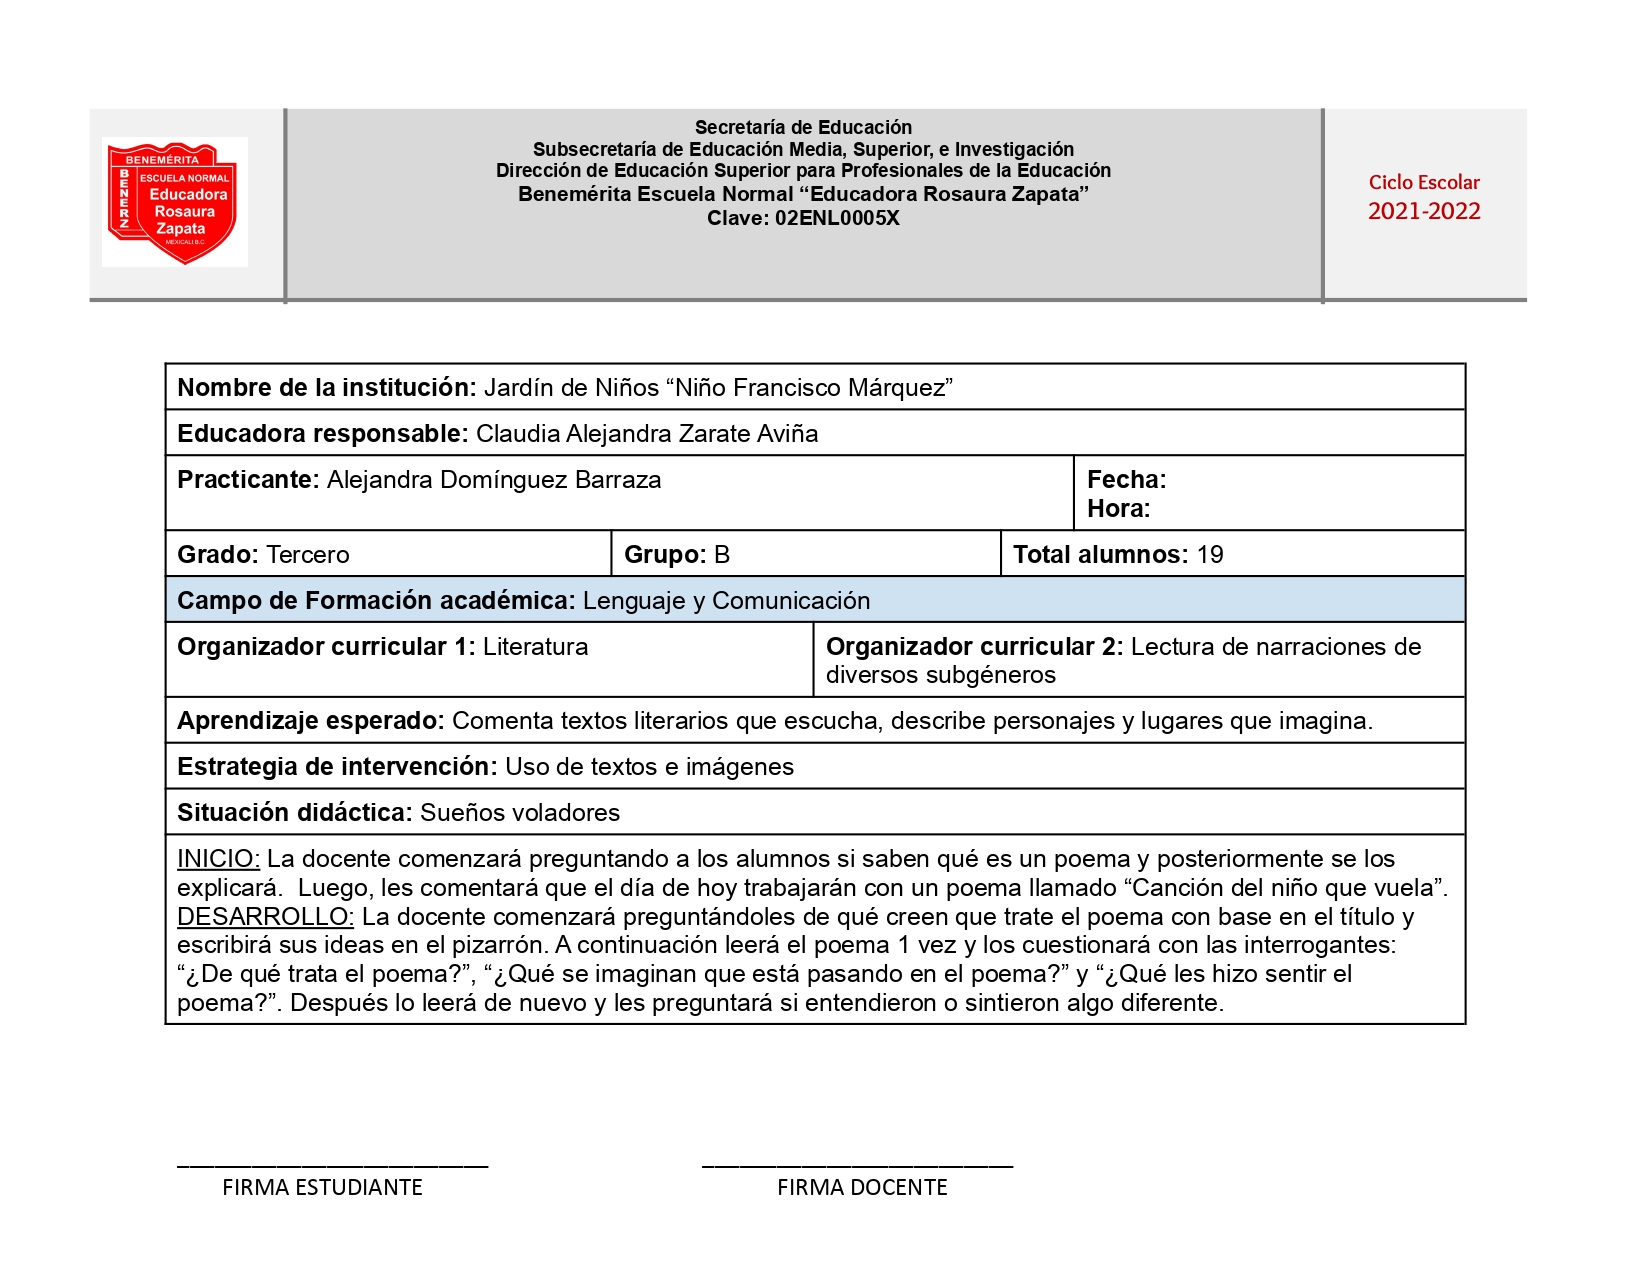 BENEMÉRITA
BENERZ
ESCUELA NORMAL
Educadora
Rosaura
Zapata
MEXICALI.B.C
Secretaría de Educación
Subsecretaría de Educación Media, Superior, e Investigación
Dirección de Educación Superior para Profesionales de la Educación
Benemérita Escuela Normal “Educadora Rosaura Zapata”
Clave: 02ENL0005X
Ciclo Escolar
2021-2022
Nombre de la institución: Jardín de Niños “Niño Francisco Márquez”
Educadora responsable: Claudia Alejandra Zarate Aviña
Practicante: Alejandra Domínguez Barraza
Fecha:
Hora:
Grado: Tercero
Grupo: B
Total alumnos: 19
Campo de Formación académica: Lenguaje y Comunicación
Organizador curricular 1: Literatura
Organizador curricular 2: Lectura de narraciones de
diversos subgéneros
Aprendizaje esperado: Comenta textos literarios que escucha, describe personajes y lugares que imagina.
Estrategia de intervención: Uso de textos e imágenes
Situación didáctica: Sueños voladores
INICIO: La docente comenzará preguntando a los alumnos si saben qué es un poema y posteriormente se los
explicará.  Luego, les comentará que el día de hoy trabajarán con un poema llamado “Canción del niño que vuela”.
DESARROLLO: La docente comenzará preguntándoles de qué creen que trate el poema con base en el título y
escribirá sus ideas en el pizarrón. A continuación leerá el poema 1 vez y los cuestionará con las interrogantes:
“¿De qué trata el poema?”, “¿Qué se imaginan que está pasando en el poema?” y “¿Qué les hizo sentir el
poema?”. Después lo leerá de nuevo y les preguntará si entendieron o sintieron algo diferente.
FIRMA ESTUDIANTE
FIRMA DOCENTE